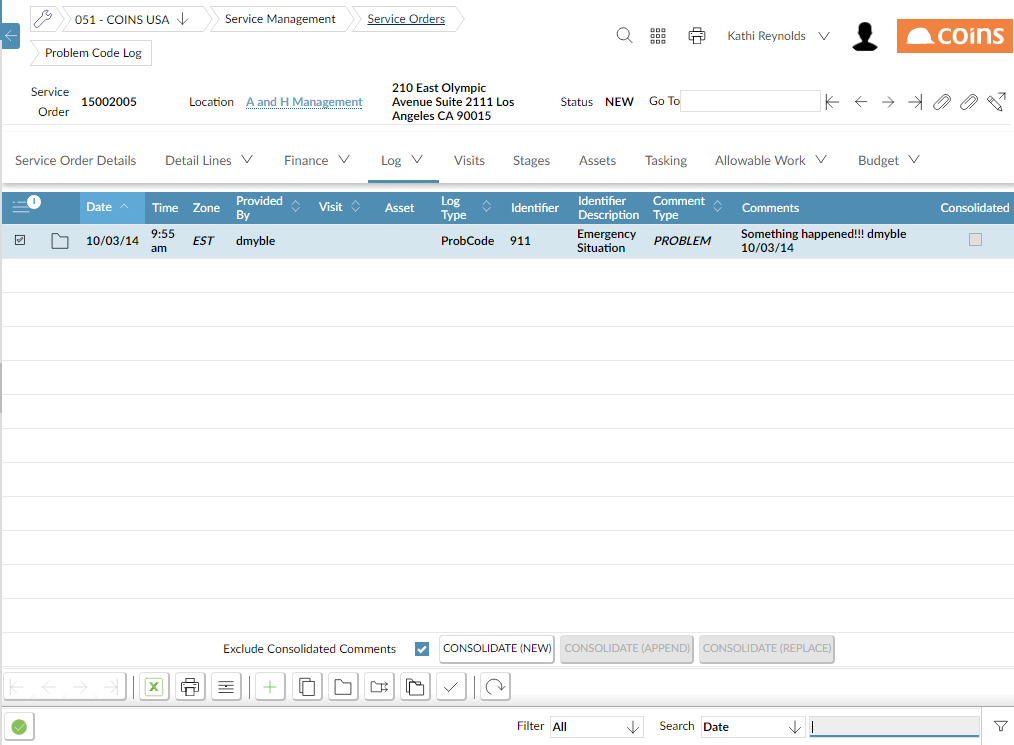 051 - COINS USA
Service Management
Service Orders
Problem Code Log
Kathi Reynolds
coins
Service
Order
15002005
Location
A and H Management
210 East Olympic
Avenue Suite 2111 Los
Angeles CA 90015
Status
NEW
Go To
Service Order Details
Detail Lines
Finance
Log
Visits
Stages
Assets
Tasking
Allowable Work
Budget
1
Date
Time
Zone
Provided
By
Visit
Asset
Log
Type
Identifier
Identifier
Description
Comment
Type
Comments
Consolidated
10/03/14
9:55
am
EST
dmyble
ProbCode
911
Emergency
Situation
PROBLEM
Something happened!!! dmyble
10/03/14
Exclude Consolidated Comments
CONSOLIDATE (NEW)
CONSOLIDATE (APPEND)
CONSOLIDATE (REPLACE)
X
Filter
All
Search
Date